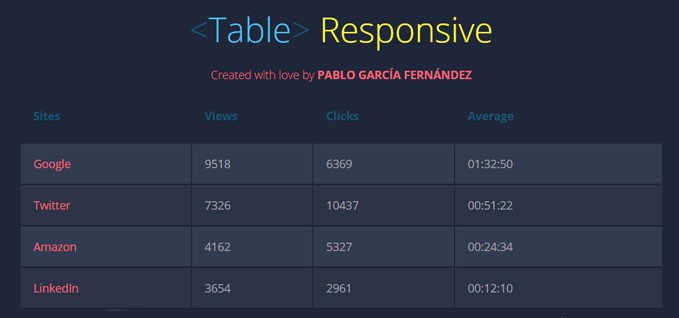 <Table> Responsive
Created with love by PABLO GARCÍA FERNÁNDEZ
Sites Views Clicks Average
Google 9518 6369 01:32:50
Twitter 7326 10437 00:51:22
Amazon 4162 5327 00:24:34
LinkedIn 3654 2961 00:12:10